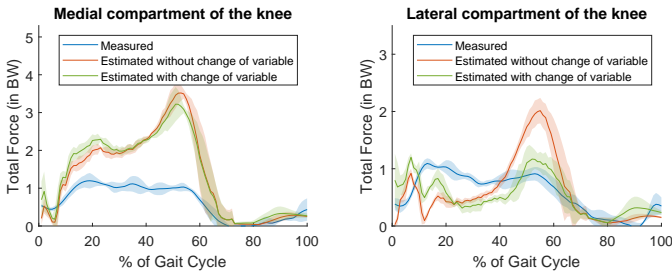 Medial compartment of the knee
Measured
Estimated without change of variable
Estimated with change of variable
Total Force (in BW)
5
4
3
2
1
0
0 20 40 60 80 100
% of Gait Cycle
Lateral compartment of the knee
Measured
Estimated without change of variable
Estimated with change of variable
Total Force (in BW)
3
2
1
0
0 20 40 60 80 100
% of Gait Cycle